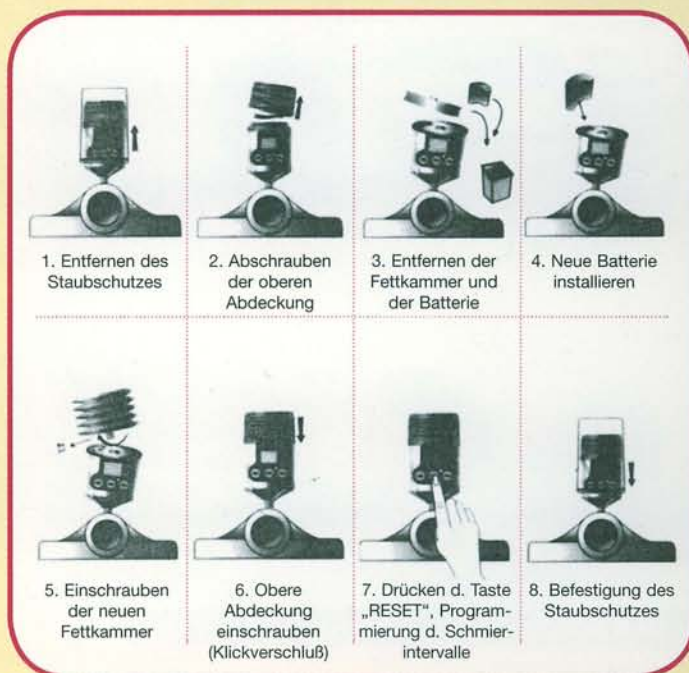 1. Entfernen des
Staubschutzes
2. Abschrauben
der oberen
Abdeckung
3. Entfernen der
Fettkammer und
der Batterie
4. Neue Batterie
installieren
5. Einschrauben
der neuen
Fettkammer
6. Obere
Abdeckung
einschrauben
(Klickverschluß)
7. Drücken d. Taste
„RESET“, Program-
mierung d. Schmier-
intervalle
8. Befestigung des
Staubschutzes